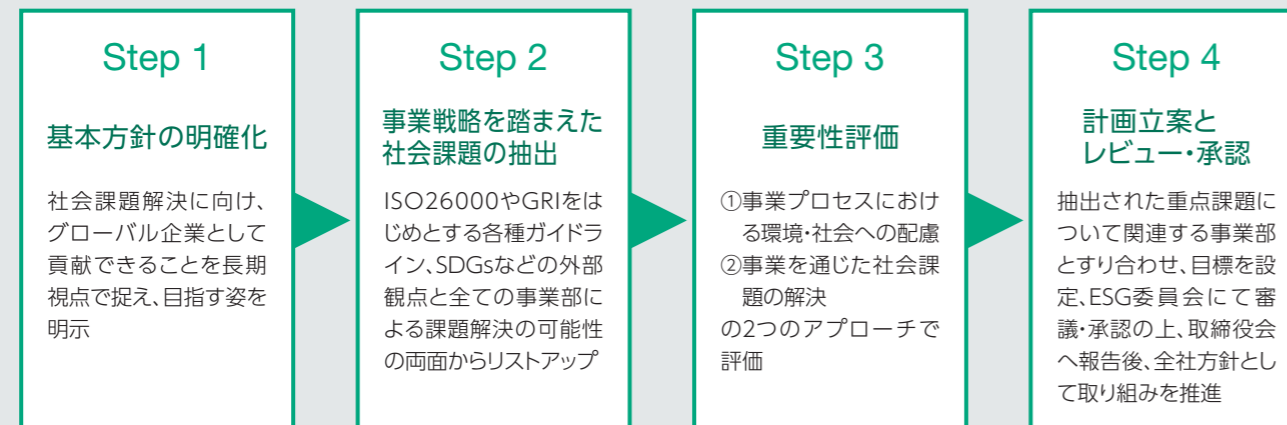 Step 1
基本方針の明確化
社会課題解決に向け、
グローバル企業として
貢献できることを長期
視点で捉え、目指す姿を
明示
Step 2
事業戦略を踏まえた
社会課題の抽出
ISO26000やGRIをは
じめとする各種ガイドラ
イン、SDGsなどの外部
観点と全ての事業部に
よる課題解決の可能性
の両面からリストアップ
Step 3
重要性評価
①事業プロセスにおけ
る環境・社会への配慮
②事業を通じた社会課
題の解決
の2つのアプローチで
評価
Step 4
計画立案と
レビュー・承認
抽出された重点課題に
ついて関連する事業部
とすり合わせ、目標を設
定、ESG委員会にて審
議・承認の上、取締役会
へ報告後、全社方針とし
て取り組みを推進